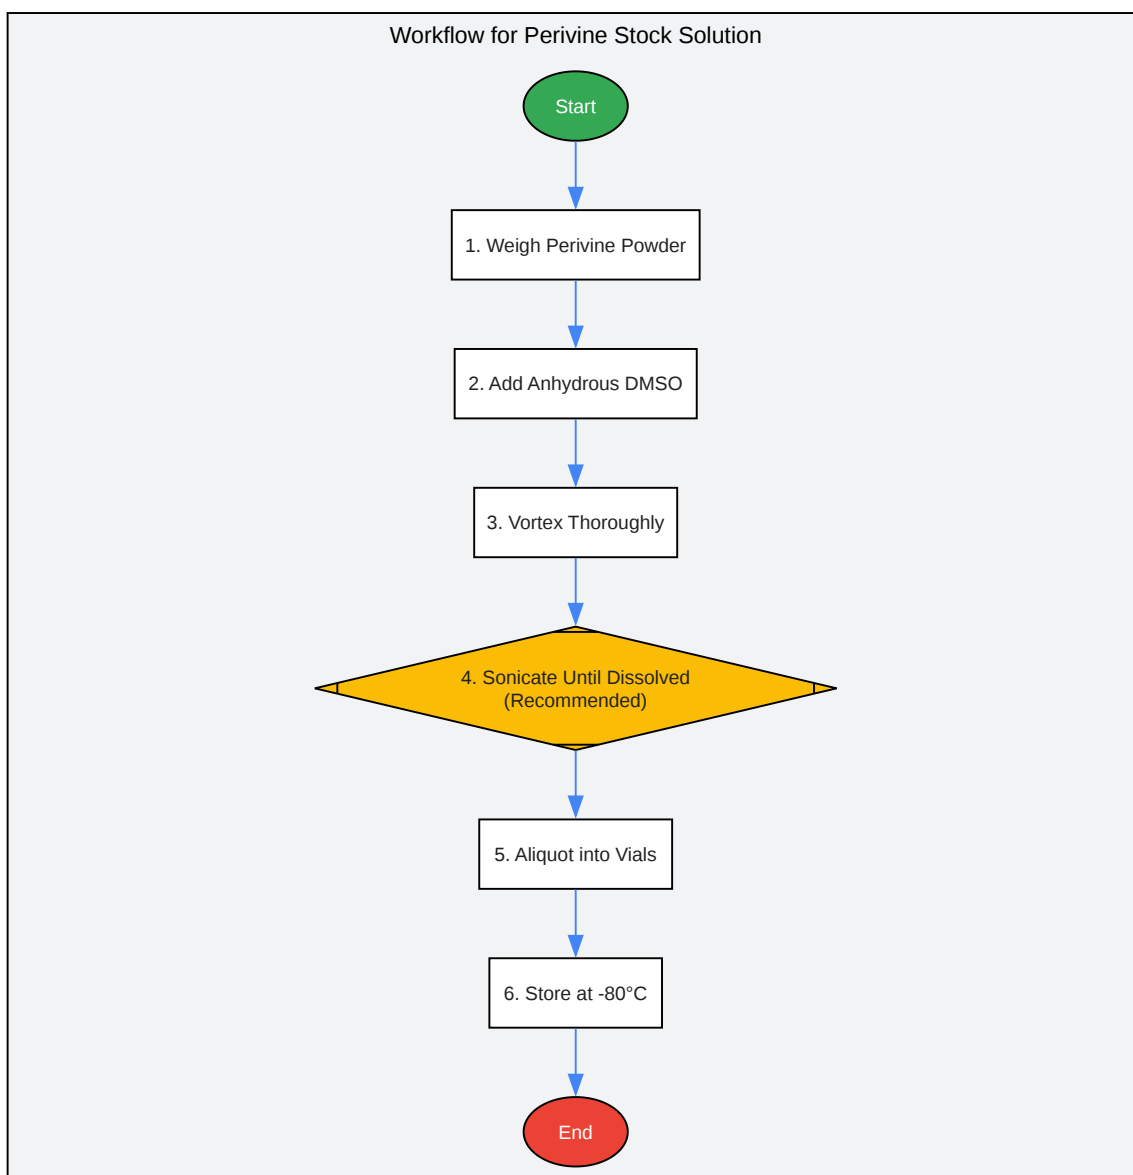 Workflow for Perivine Stock Solution
Start
1. Weigh Perivine Powder
2. Add Anhydrous DMSO
3. Vortex Thoroughly
4. Sonicate Until Dissolved
(Recommended)
5. Aliquot into Vials
6. Store at -80°C
End